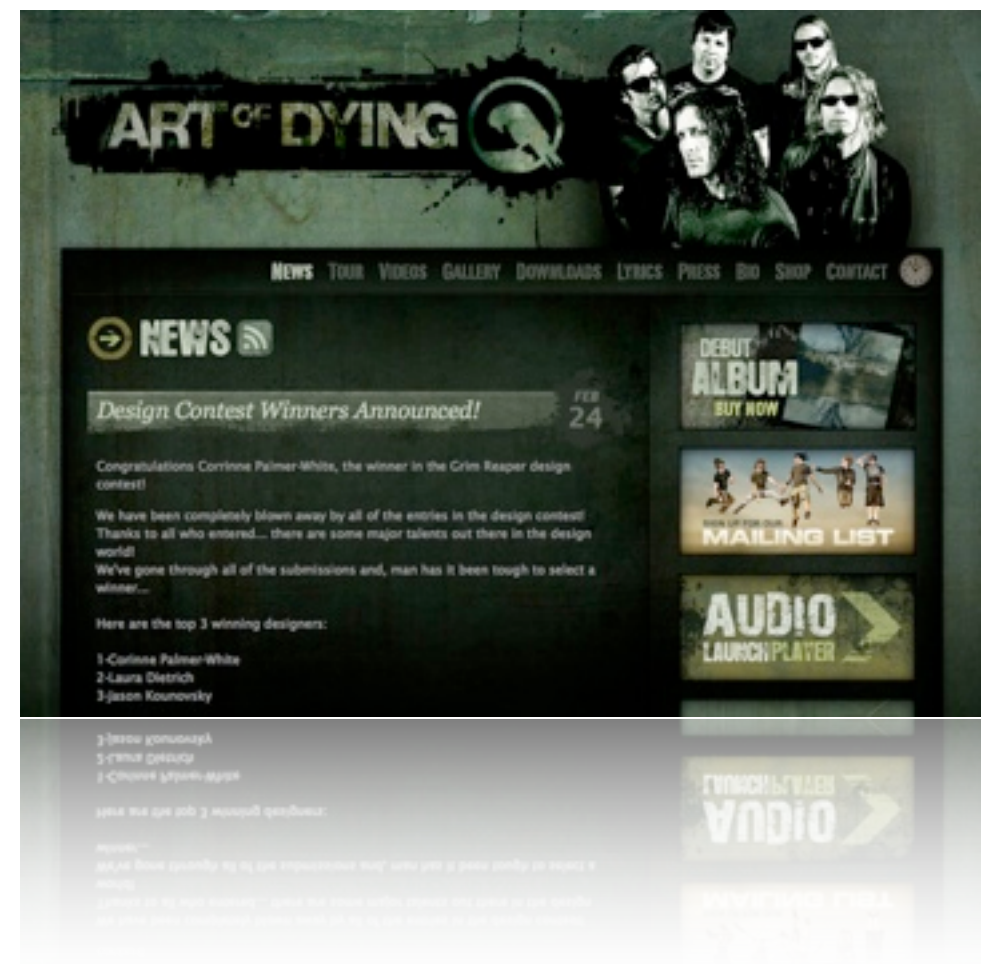 ART OF DYING
NEWS TOUR VIDEOS GALLERY DOWNLOADS LYRICS PRESS BIO SHOP CONTACT
NEWS
Design Contest Winners Announced!
FEB
24
Congratulations Corrinne Palmer-White, the winner in the Grim Reaper design
contest!
We have been completely blown away by all of the entries in the design contest!
Thanks to all who entered... there are some major talents out there in the design
world!
We've gone through all of the submissions and, man has it been tough to select a
winner...
Here are the top 3 winning designers:
1-Corinne Palmer-White
2-Laura Dietrich
3-Jason Kounovsky
DEBUT
ALBUM
BUY NOW
SIGN UP FOR OUR
MAILING LIST
AUDIO
LAUNCH PLAYER